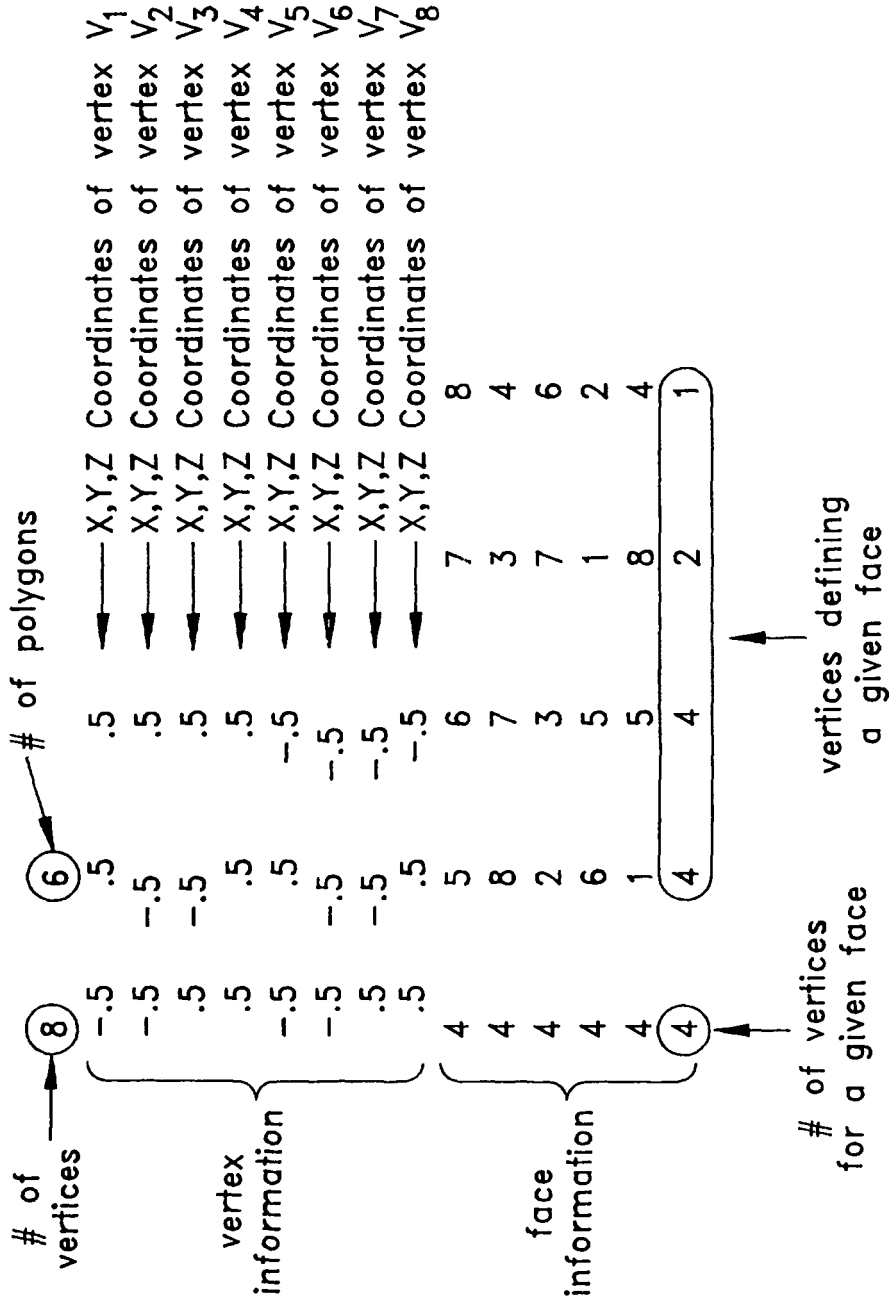 # of polygons
# of
vertices
8 6
-.5 .5 .5 X,Y,Z Coordinates of vertex V1
-.5 -.5 .5 X,Y,Z Coordinates of vertex V2
.5 -.5 .5 X,Y,Z Coordinates of vertex V3
.5 .5 .5 X,Y,Z Coordinates of vertex V4
-.5 .5 -.5 X,Y,Z Coordinates of vertex V5
-.5 -.5 -.5 X,Y,Z Coordinates of vertex V6
.5 -.5 -.5 X,Y,Z Coordinates of vertex V7
.5 .5 -.5 X,Y,Z Coordinates of vertex V8
vertex
information
4 5 6 7 8
4 8 7 3 4
4 2 3 7 6
4 6 5 1 2
4 1 5 8 4
4 4 4 2 1
face
information
# of vertices
for a given face
vertices defining
a given face